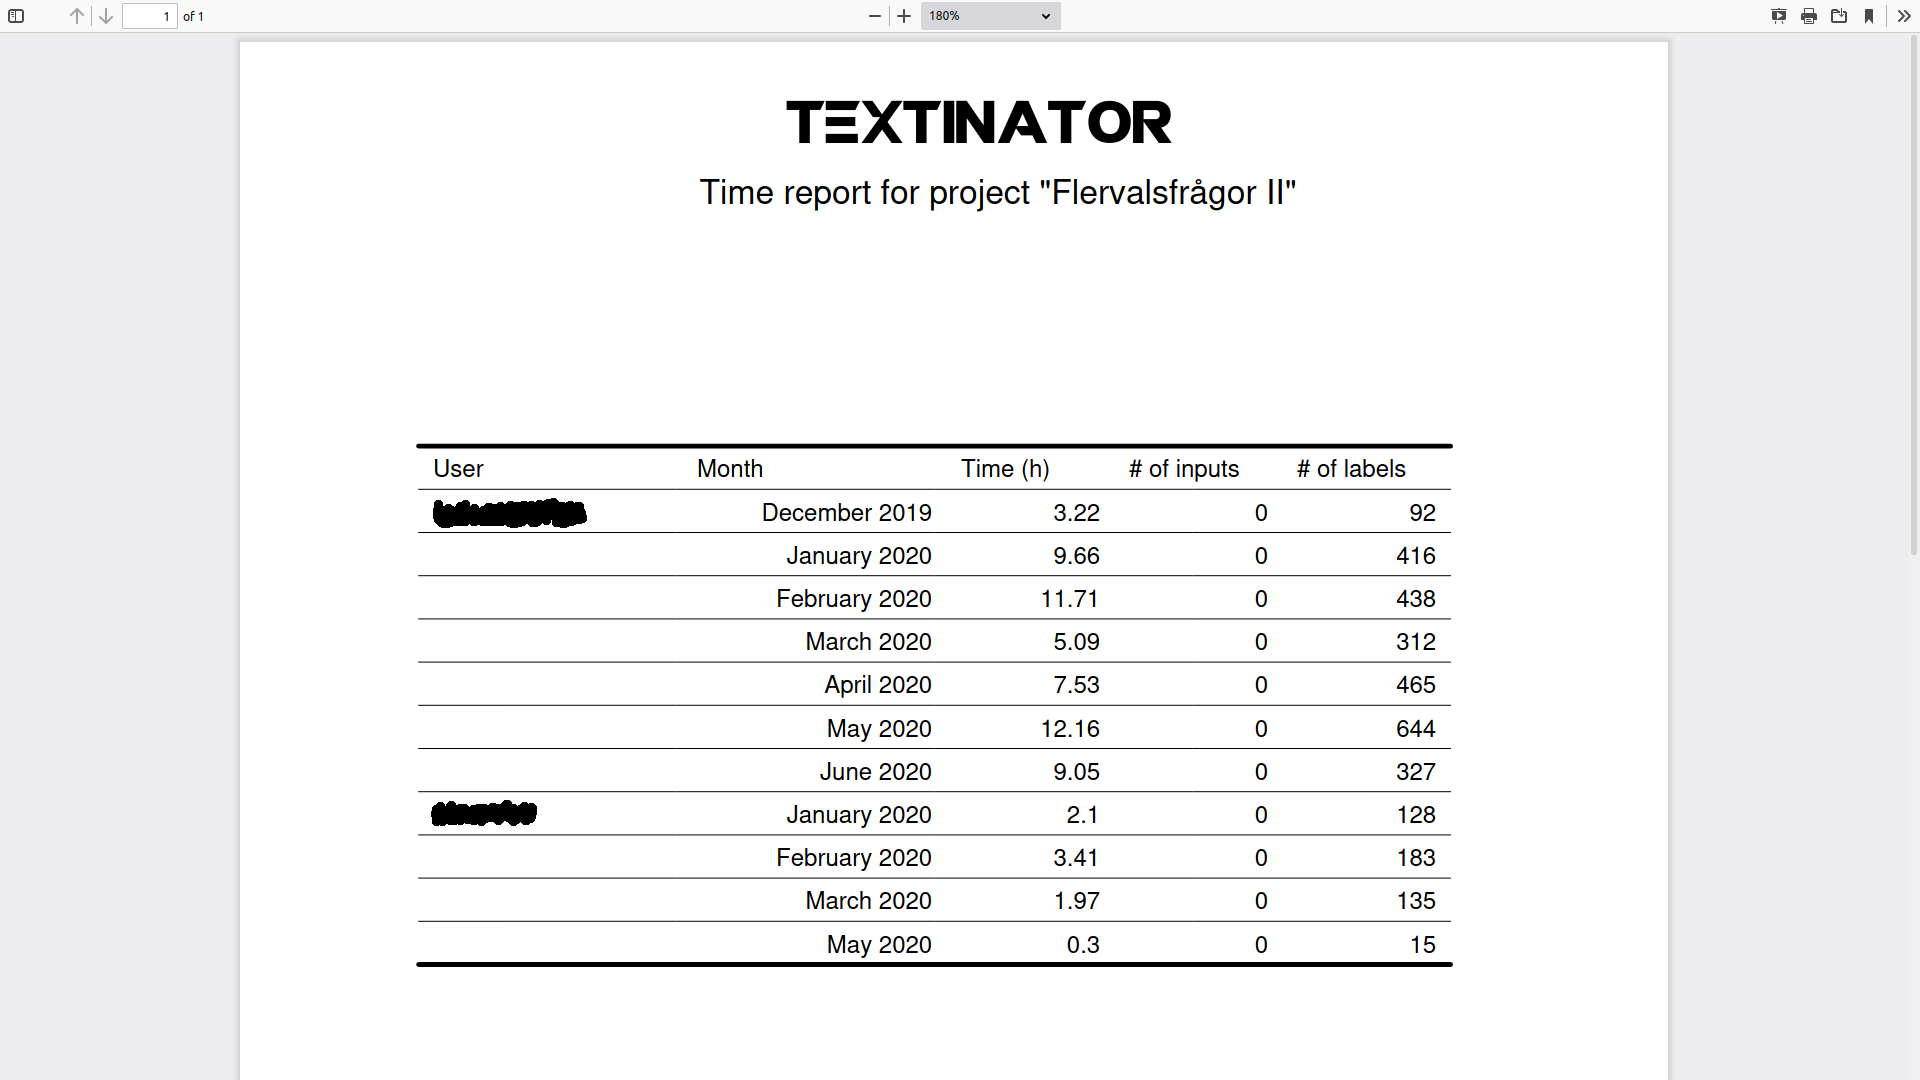 1 of 1 180%
TEXTINATOR
Time report for project "Flervalsfrågor II"
User Month Time (h) # of inputs # of labels
December 2019 3.22 0 92
January 2020 9.66 0 416
February 2020 11.71 0 438
March 2020 5.09 0 312
April 2020 7.53 0 465
May 2020 12.16 0 644
June 2020 9.05 0 327
January 2020 2.1 0 128
February 2020 3.41 0 183
March 2020 1.97 0 135
May 2020 0.3 0 15